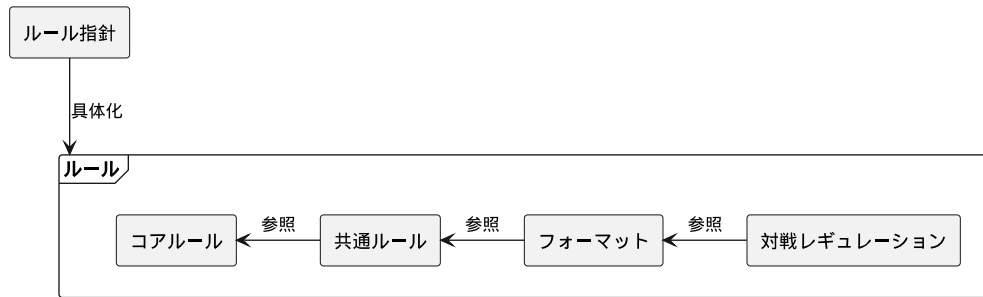 ルール指針
具体化
ルール
コアルール
参照
共通ルール
参照
フォーマット
参照
対戦レギュレーション